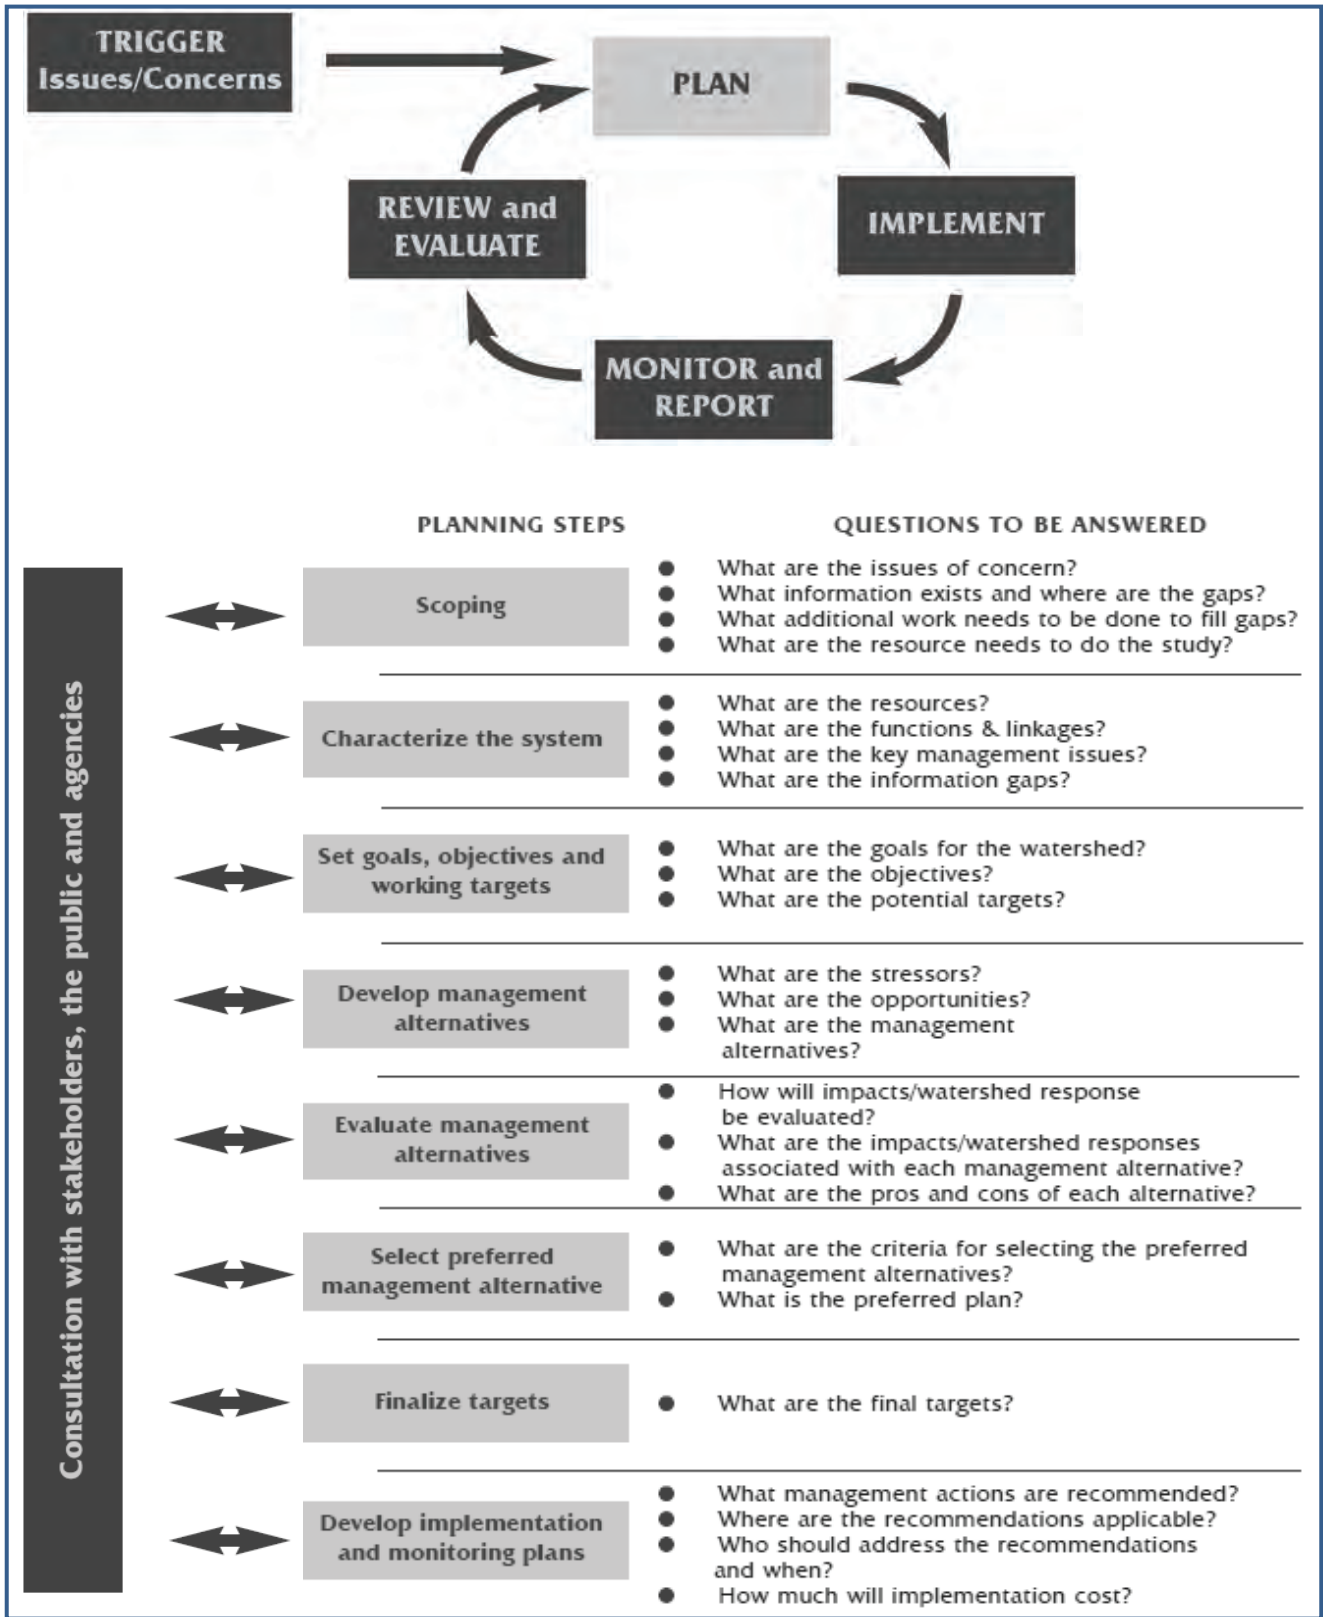 TRIGGER
Issues/Concerns
PLAN
REVIEW and
EVALUATE
IMPLEMENT
MONITOR and
REPORT
PLANNING STEPS
QUESTIONS TO BE ANSWERED
Consultation with stakeholders, the public and agencies
Scoping
What are the issues of concern?
What information exists and where are the gaps?
What additional work needs to be done to fill gaps?
What are the resource needs to do the study?
Characterize the system
What are the resources?
What are the functions & linkages?
What are the key management issues?
What are the information gaps?
Set goals, objectives and
working targets
What are the goals for the watershed?
What are the objectives?
What are the potential targets?
Develop management
alternatives
What are the stressors?
What are the opportunities?
What are the management
alternatives?
Evaluate management
alternatives
How will impacts/watershed response
be evaluated?
What are the impacts/watershed responses
associated with each management alternative?
What are the pros and cons of each alternative?
Select preferred
management alternative
What are the criteria for selecting the preferred
management alternatives?
What is the preferred plan?
Finalize targets
What are the final targets?
Develop implementation
and monitoring plans
What management actions are recommended?
Where are the recommendations applicable?
Who should address the recommendations
and when?
How much will implementation cost?